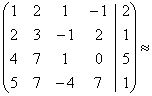 1 2 1 -1 | 2
2 3 -1 2 | 1
4 7 1 0 | 5 ≈
5 7 -4 7 | 1